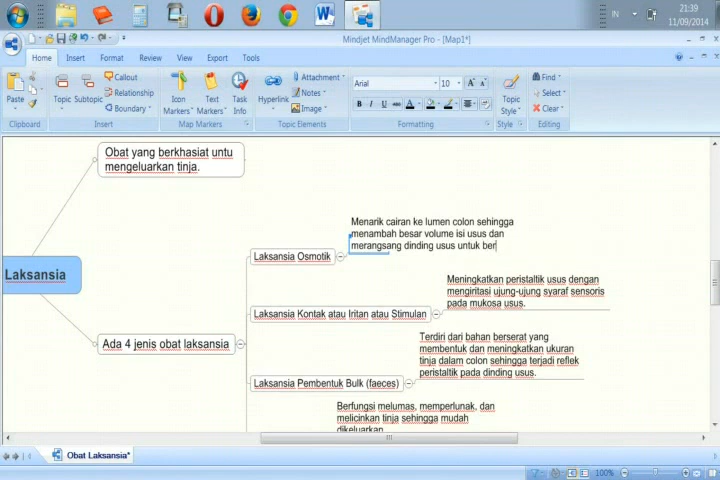 IN
21:39
11/09/2014
Mindjet MindManager Pro - [Map1*]
Home
Insert
Format
Review
View
Export
Tools
Paste
Clipboard
Topic
Subtopic
Callout
Relationship
Boundary
Insert
Icon
Markers
Text
Markers
Task
Info
Map Markers
Hyperlink
Attachment
Notes
Image
Topic Elements
Arial
10
B I U abc A
Formatting
Topic
Style
Style
Find
Select
Clear
Editing
Obat yang berkhasiat untu
mengeluarkan tinja.
Menarik cairan ke lumen colon sehingga
menambah besar volume isi usus dan
merangsang dinding usus untuk ber
Laksansia Osmotik
Laksansia
Meningkatkan peristaltik usus dengan
mengiritasi ujung-ujung syaraf sensoris
pada mukosa usus.
Laksansia Kontak atau Iritan atau Stimulan
Ada 4 jenis obat laksansia
Terdiri dari bahan berserat yang
membentuk dan meningkatkan ukuran
tinja dalam colon sehingga terjadi reflek
peristaltik pada dinding usus.
Laksansia Pembentuk Bulk (faeces)
Berfungsi melumas, memperlunak, dan
melicinkan tinja sehingga mudah
dikeluarkan
Obat Laksansia*
100%